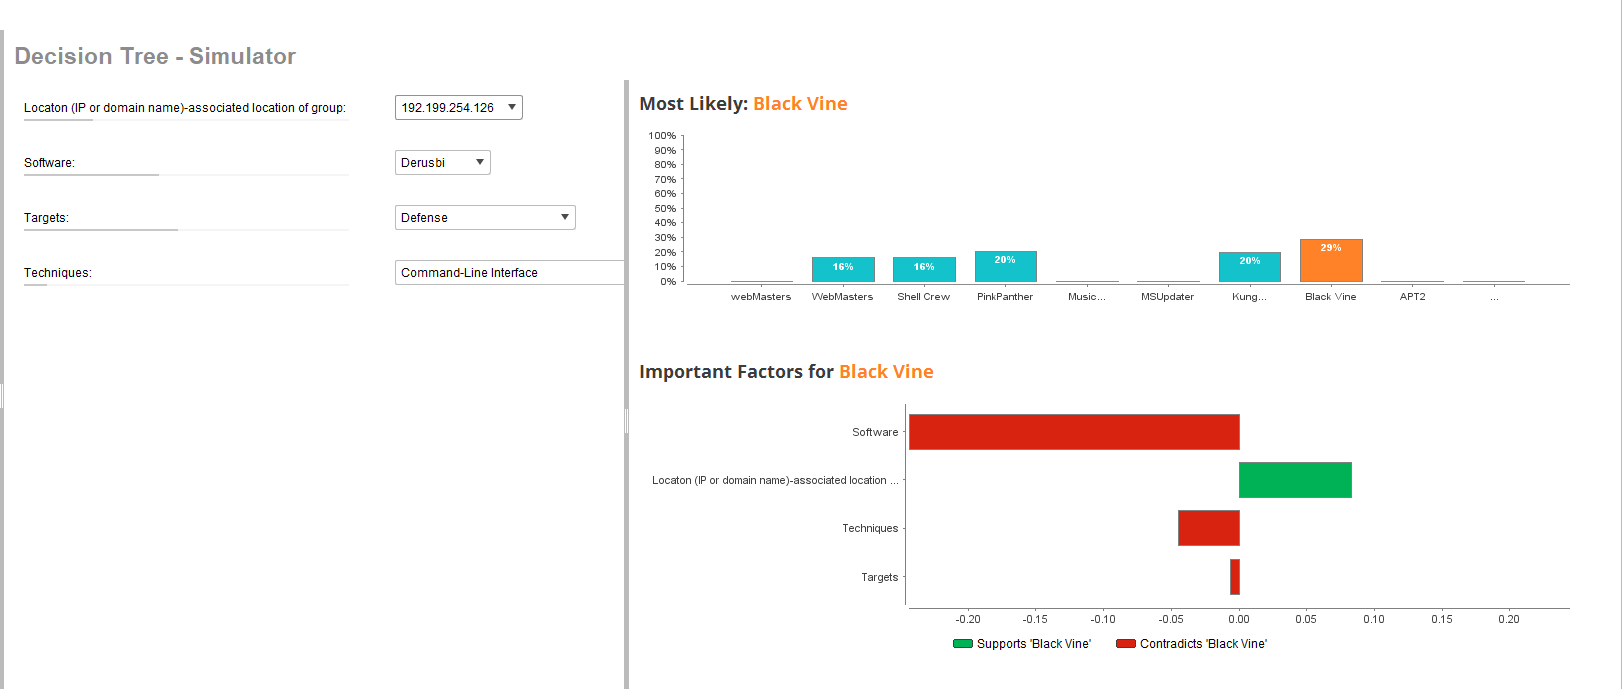 Decision Tree - Simulator
Locaton (IP or domain name)-associated location of group:
192.199.254.126
Software:
Derusbi
Targets:
Defense
Techniques:
Command-Line Interface
Most Likely: Black Vine
100%
90%
80%
70%
60%
50%
40%
30%
20%
10%
0%
16%
16%
20%
20%
29%
webMasters
WebMasters
Shell Crew
PinkPanther
Music...
MSUpdater
Kung...
Black Vine
APT2
...
Important Factors for Black Vine
Software
Locaton (IP or domain name)-associated location ...
Techniques
Targets
-0.20
-0.15
-0.10
-0.05
0.00
0.05
0.10
0.15
0.20
Supports 'Black Vine'
Contradicts 'Black Vine'